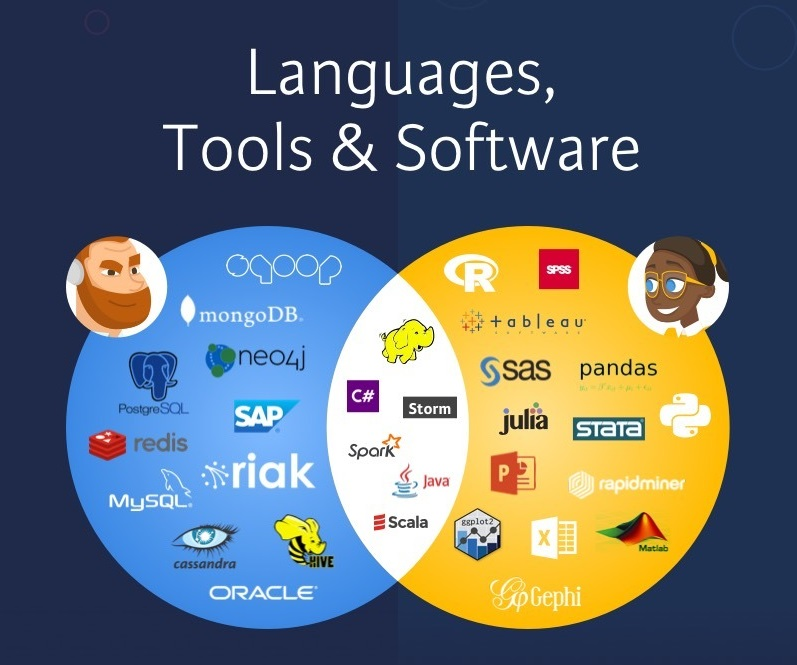 Languages,
Tools & Software
sqoop
mongoDB
neo4j
PostgreSQL
SAP
redis
riak
MySQL
cassandra
HIVE
ORACLE
C#
Storm
Spark
Java
Scala
R
SPSS
tableau
SOFTWARE
sas
pandas
julia
STATA
P
rapidminer
ggplot2
X
Matlab
Gephi